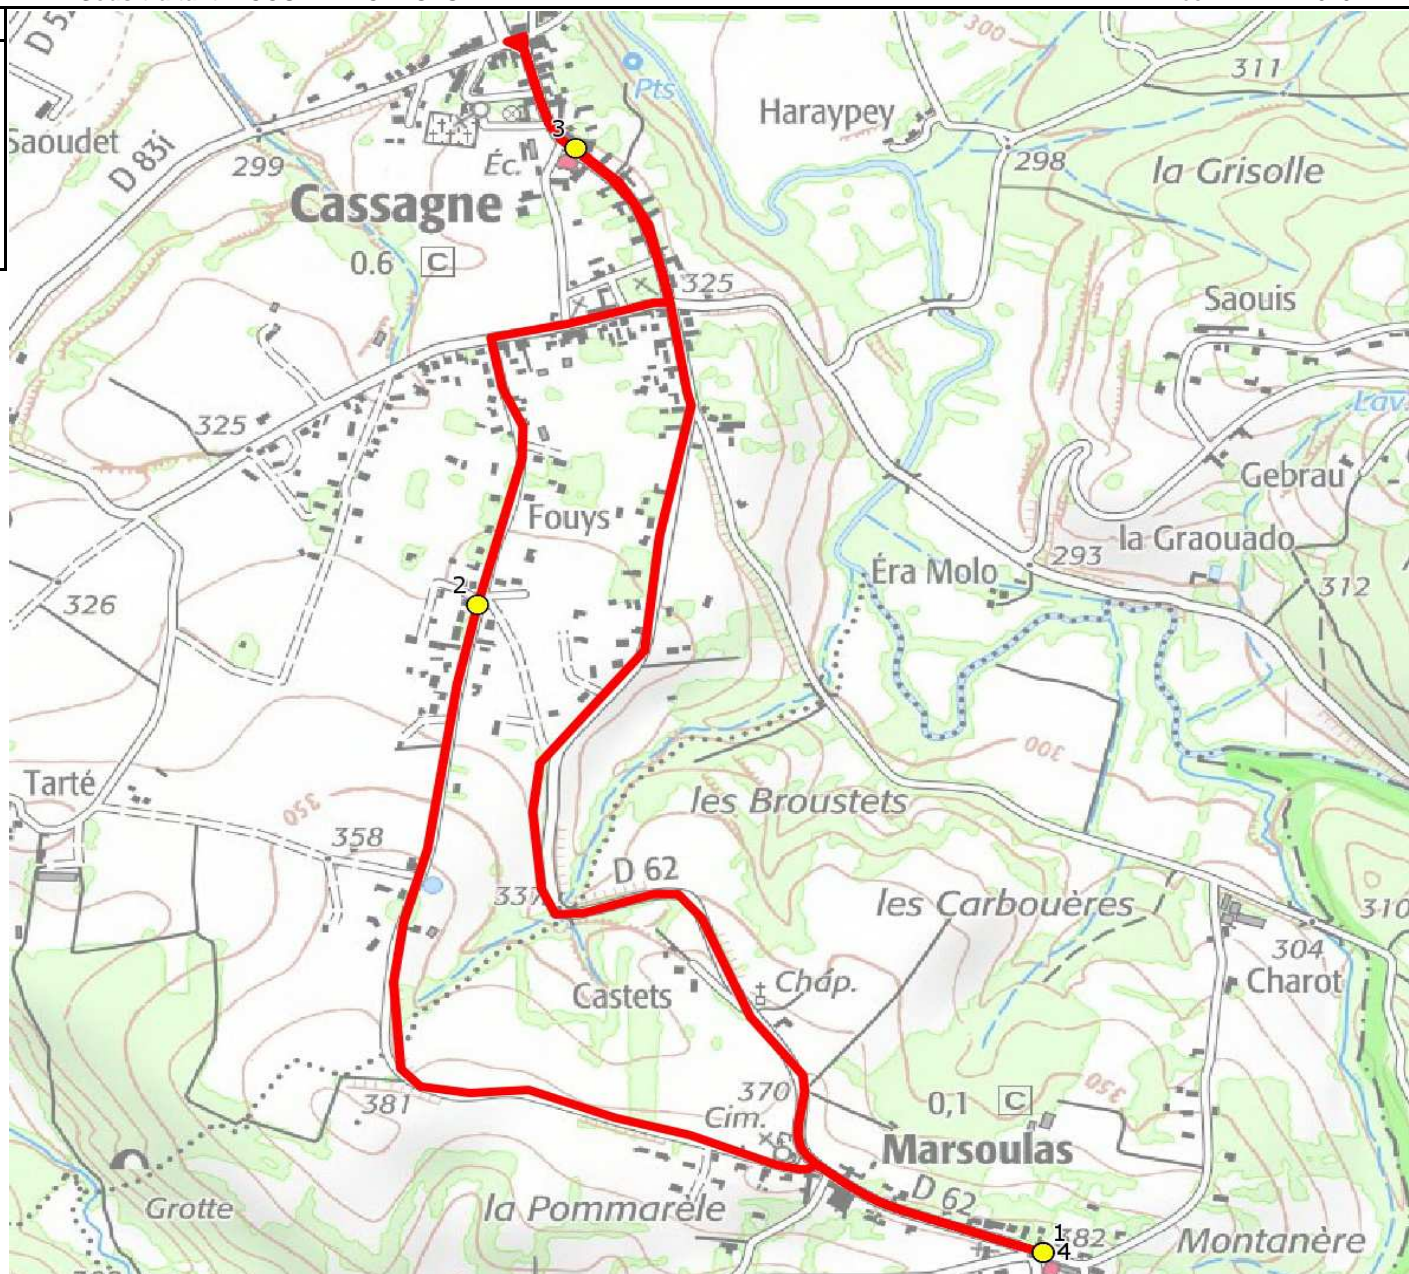 D 52
300
311
Pts
Haraypey
3
Saoudet
D 83i
299
Éc.
298
la Grisolle
Cassagne
0.6 C
325
Saouis
Lav
325
Gebrau
Fouys
la Graouado
293
Éra Molo
312
2
326
300
Tarté
350
les Broustets
358
D 62
337
les Carbouères
310
304
Charot
Castets
Chap.
370
350
0,1 C
381
Cim.
Marsoulas
Grotte
la Pommarèle
D 62
1
4
382
Montanère